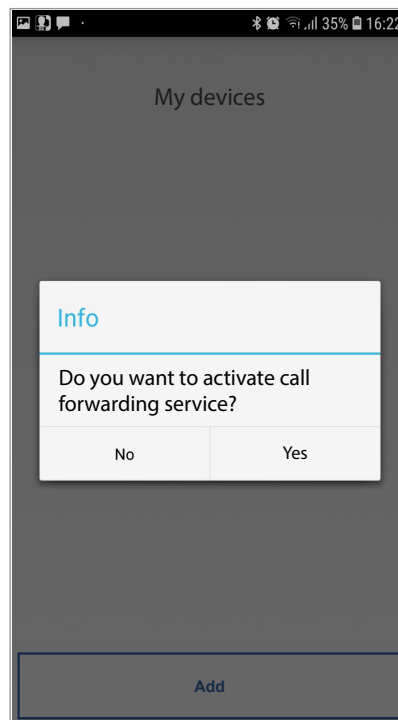 35% 16:22
My devices
Info
Do you want to activate call
forwarding service?
No Yes
Add